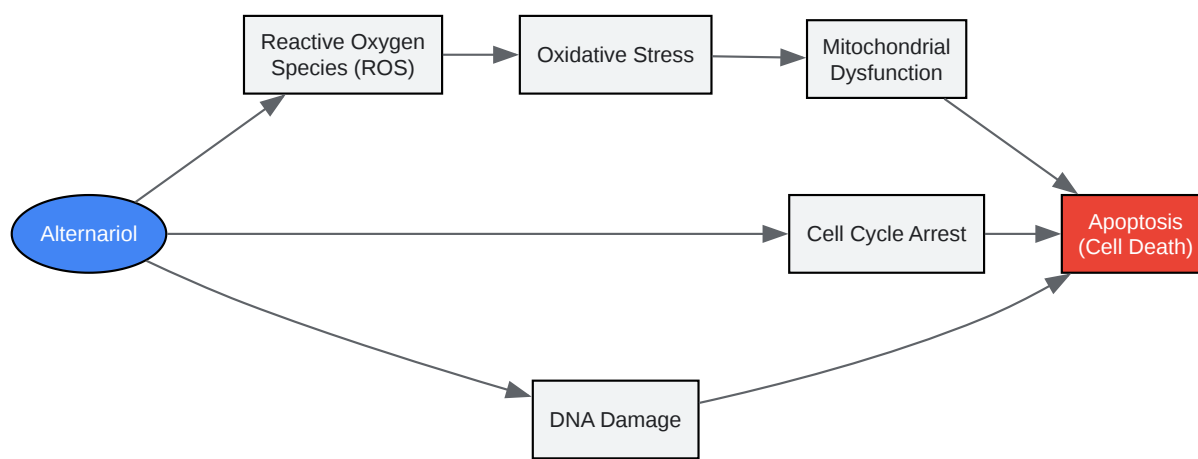 Reactive Oxygen
Species (ROS)
Oxidative Stress
Mitochondrial
Dysfunction
Alternariol
Cell Cycle Arrest
Apoptosis
(Cell Death)
DNA Damage